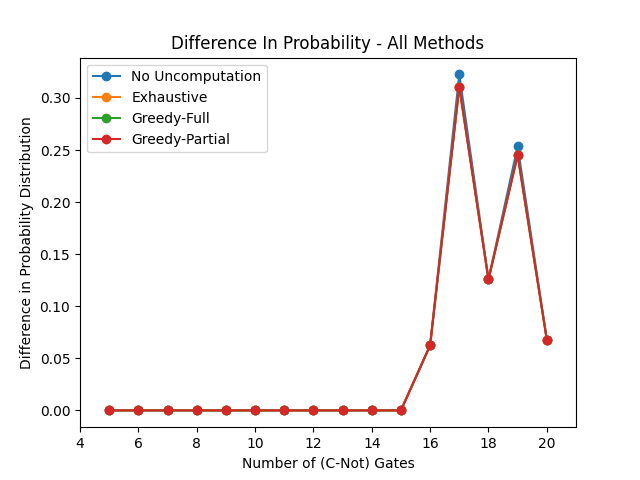 Difference In Probability - All Methods
No Uncomputation
Exhaustive
Greedy-Full
Greedy-Partial
Difference in Probability Distribution
0.30
0.25
0.20
0.15
0.10
0.05
0.00
4 6 8 10 12 14 16 18 20
Number of (C-Not) Gates